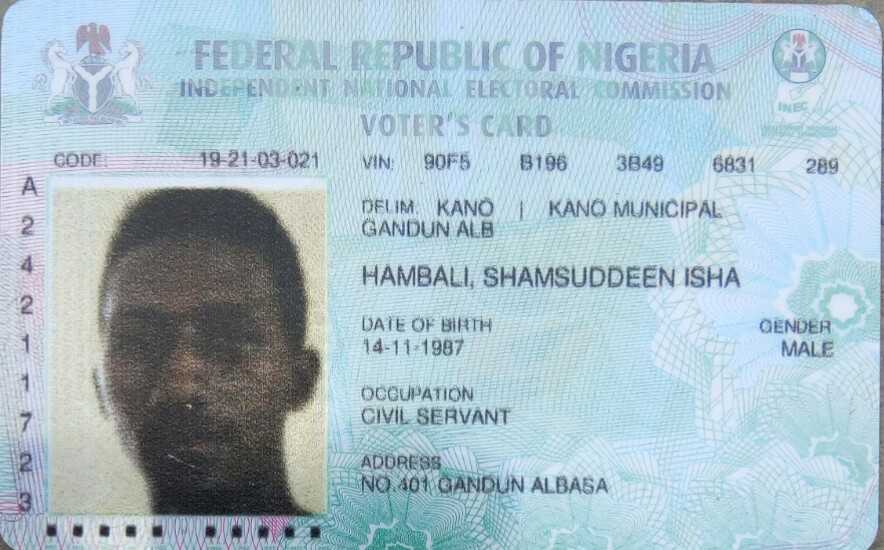 FEDERAL REPUBLIC OF NIGERIA
INDEPENDENT NATIONAL ELECTORAL COMMISSION
INEC
VOTER'S CARD
CODE: 19-21-03-021 VIN: 90F5 B196 3B49 6831 289
A
2
4
2
1
1
7
2
3
DELIM. KANO | KANO MUNICIPAL
GANDUN ALB
HAMBALI, SHAMSUDDEEN ISHA
DATE OF BIRTH GENDER
14-11-1987 MALE
OCCUPATION
CIVIL SERVANT
ADDRESS
NO.401 GANDUN ALBASA